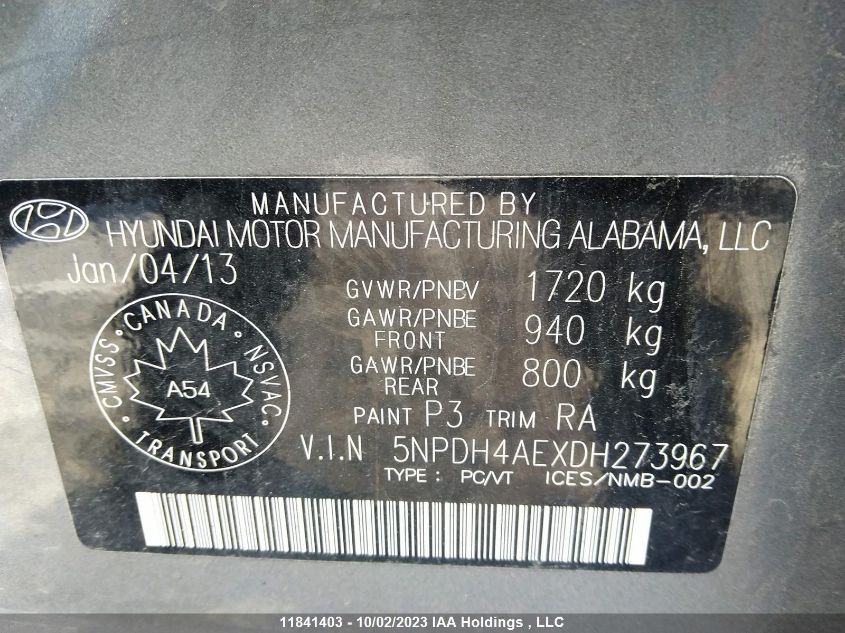 MANUFACTURED BY
HYUNDAI MOTOR MANUFACTURING ALABAMA, LLC
Jan/04/13
GVWR/PNBV 1720 kg
GAWR/PNBE FRONT 940 kg
GAWR/PNBE REAR 800 kg
PAINT P3 TRIM RA
V.I.N 5NPDH4AEXDH273967
TYPE : PC/VT ICES/NMB-002
CANADA
CMVSS • NSVAC
A54
TRANSPORT
11841403 - 10/02/2023 IAA Holdings , LLC